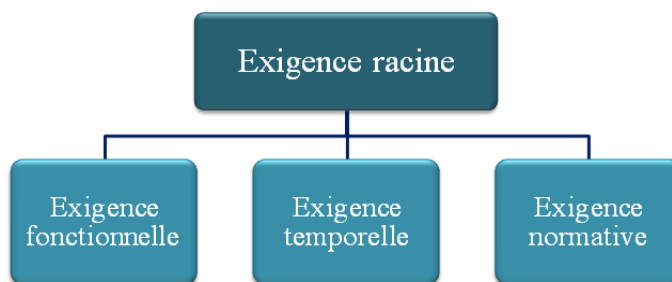 Exigence racine
Exigence
fonctionnelle
Exigence
temporelle
Exigence
normative